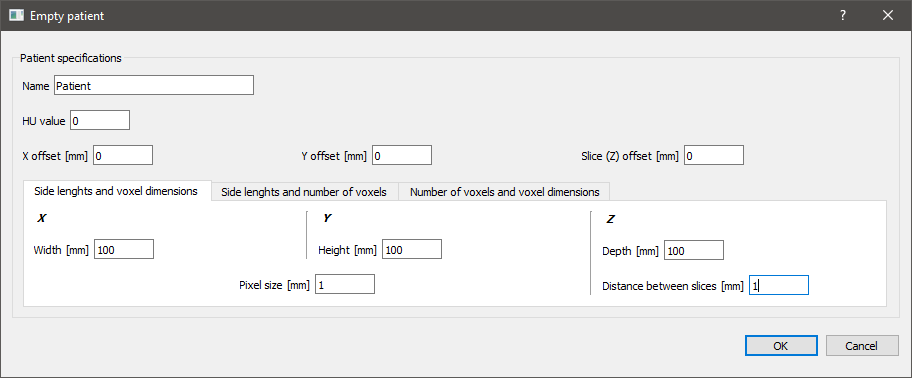 Empty patient
Patient specifications
Name Patient
HU value 0
X offset [mm] 0 Y offset [mm] 0 Slice (Z) offset [mm] 0
Side lenghts and voxel dimensions Side lenghts and number of voxels Number of voxels and voxel dimensions
X Y Z
Width [mm] 100 Height [mm] 100 Depth [mm] 100
Pixel size [mm] 1 Distance between slices [mm] 1
OK Cancel